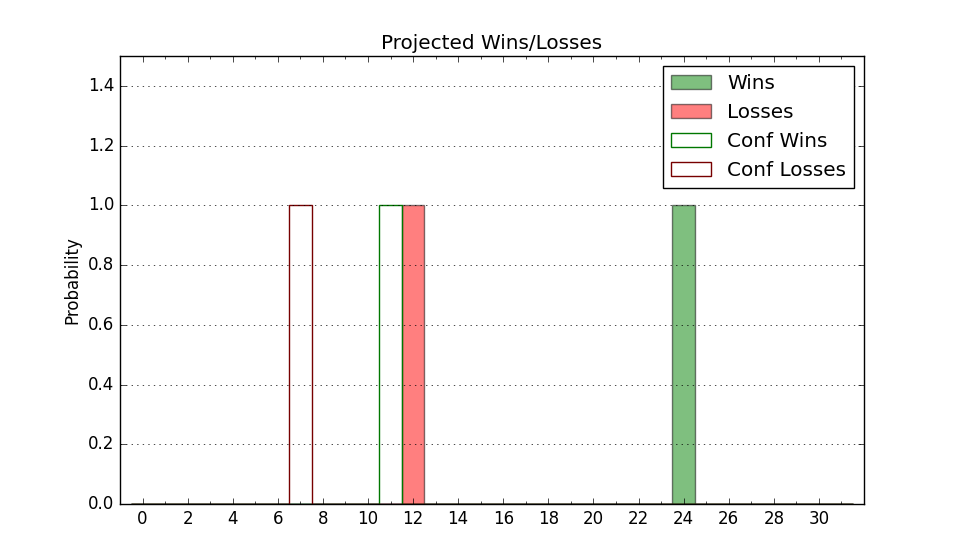 Projected Wins/Losses
Wins
Losses
Conf Wins
Conf Losses
Probability
1.4
1.2
1.0
0.8
0.6
0.4
0.2
0.0
0 2 4 6 8 10 12 14 16 18 20 22 24 26 28 30